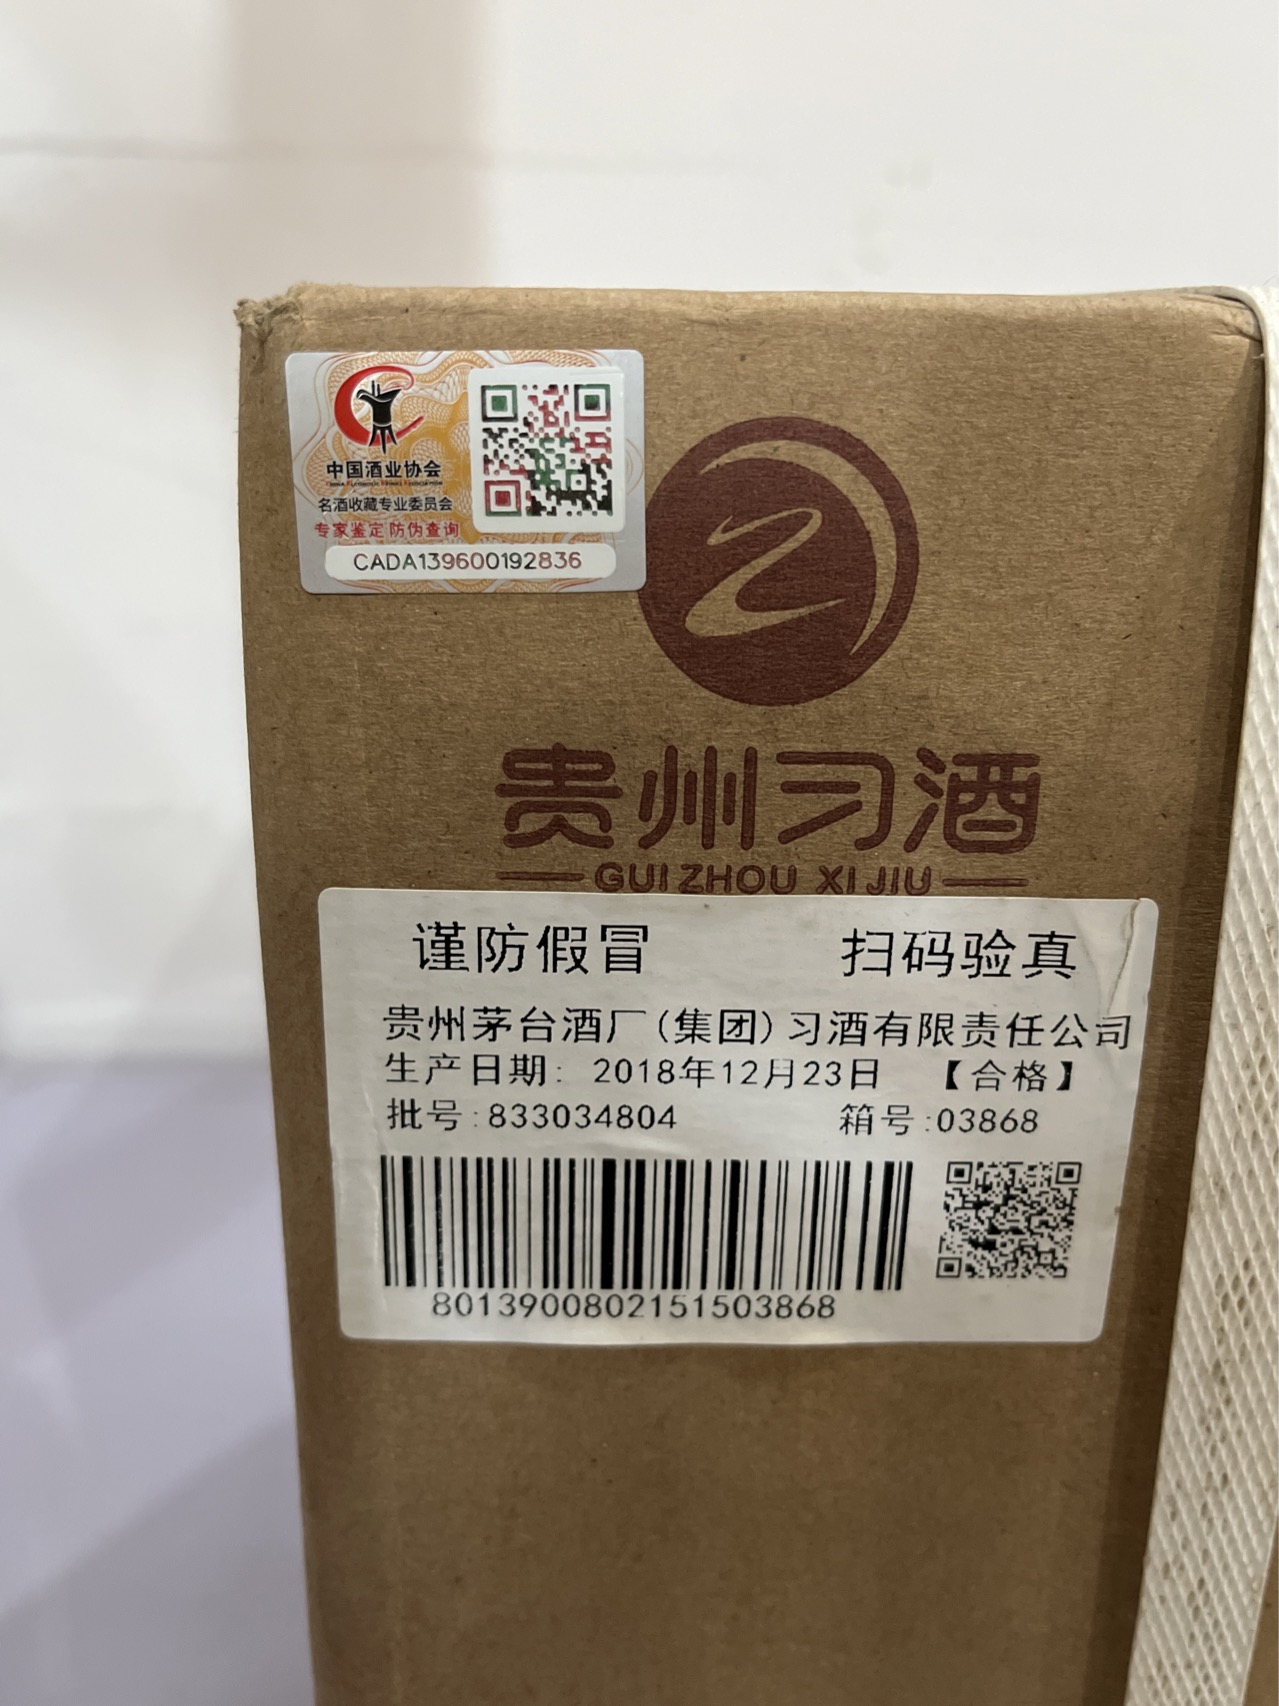 中国酒业协会
名酒收藏专业委员会
专家鉴定 防伪查询
CADA139600192836
贵州习酒
GUIZHOU XIJIU
谨防假冒 扫码验真
贵州茅台酒厂(集团)习酒有限责任公司
生产日期: 2018年12月23日 【合格】
批号:833034804 箱号:03868
8013900802151503868